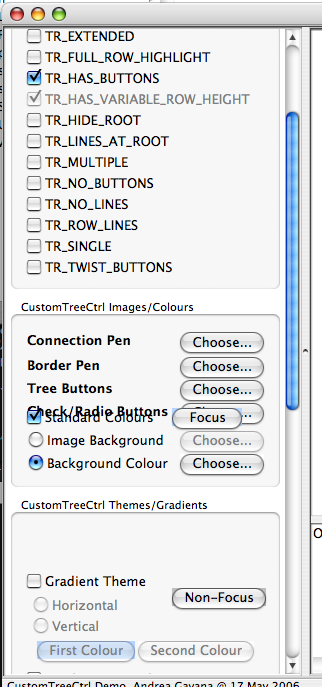 TR_EXTENDED
TR_FULL_ROW_HIGHLIGHT
TR_HAS_BUTTONS
TR_HAS_VARIABLE_ROW_HEIGHT
TR_HIDE_ROOT
TR_LINES_AT_ROOT
TR_MULTIPLE
TR_NO_BUTTONS
TR_NO_LINES
TR_ROW_LINES
TR_SINGLE
TR_TWIST_BUTTONS
CustomTreeCtrl Images/Colours
Connection Pen Choose...
Border Pen Choose...
Tree Buttons Choose...
Check/Radio Buttons
Standard Colours Focus
Image Background Choose...
Background Colour Choose...
CustomTreeCtrl Themes/Gradients
Gradient Theme
Non-Focus
Horizontal
Vertical
First Colour Second Colour
CustomTreeCtrl Demo, Andrea Gavana @ 17 May 2006